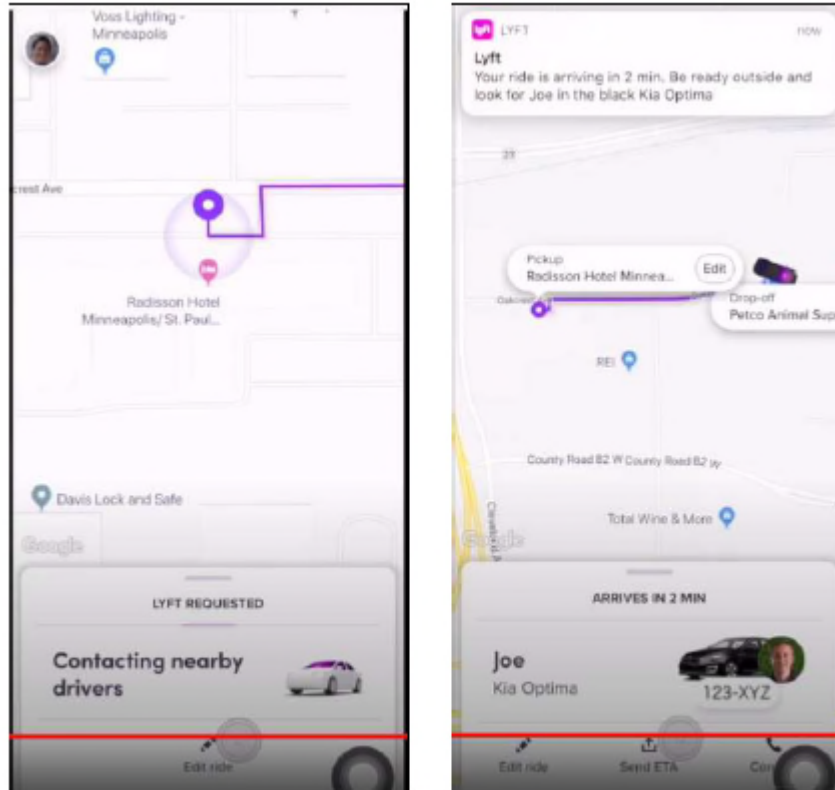 Voss Lighting -
Minneapolis
crest Ave
Radisson Hotel
Minneapolis/ St. Paul...
Davis Lock and Safe
Google
LYFT REQUESTED
Contacting nearby
drivers
Edit ride
LYFT
now
Lyft
Your ride is arriving in 2 min. Be ready outside and
look for Joe in the black Kia Optima
Pickup
Radisson Hotel Minnea...
Edit
Drop-off
Petco Animal Sup
REI
County Road B2 W County Road B2 W
Total Wine & More
Google
ARRIVES IN 2 MIN
Joe
Kia Optima
123-XYZ
Edit ride
Send ETA
Con